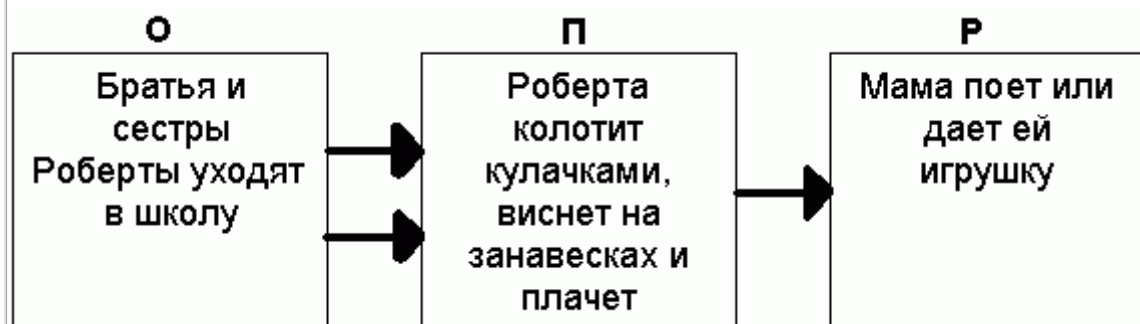 О
Братья и
сестры
Роберты уходят
в школу
П
Роберта
колотит
кулачками,
виснет на
занавесках и
плачет
Р
Мама поет или
дает ей
игрушку